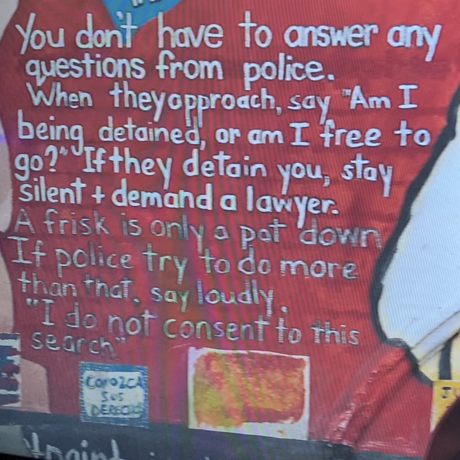 You don't have to answer any
questions from police.
When they approach, say "Am I
being detained, or am I free to
go?" If they detain you, stay
silent + demand a lawyer.
A frisk is only a pat down
If police try to do more
than that, say loudly,
"I do not consent to this
search"
CONOZCA
SUS
DERECHOS